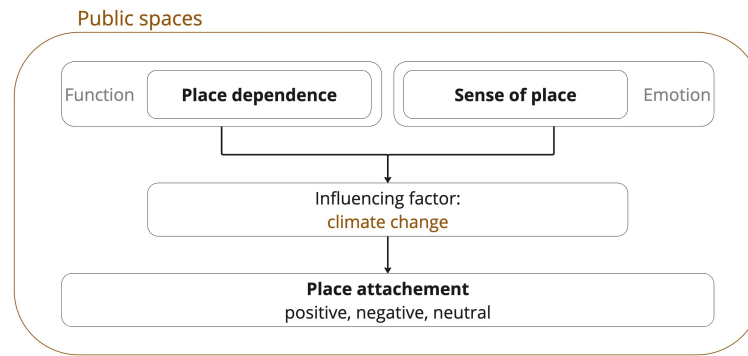 Public spaces
Function
Place dependence
Sense of place
Emotion
Influencing factor:
climate change
Place attachement
positive, negative, neutral